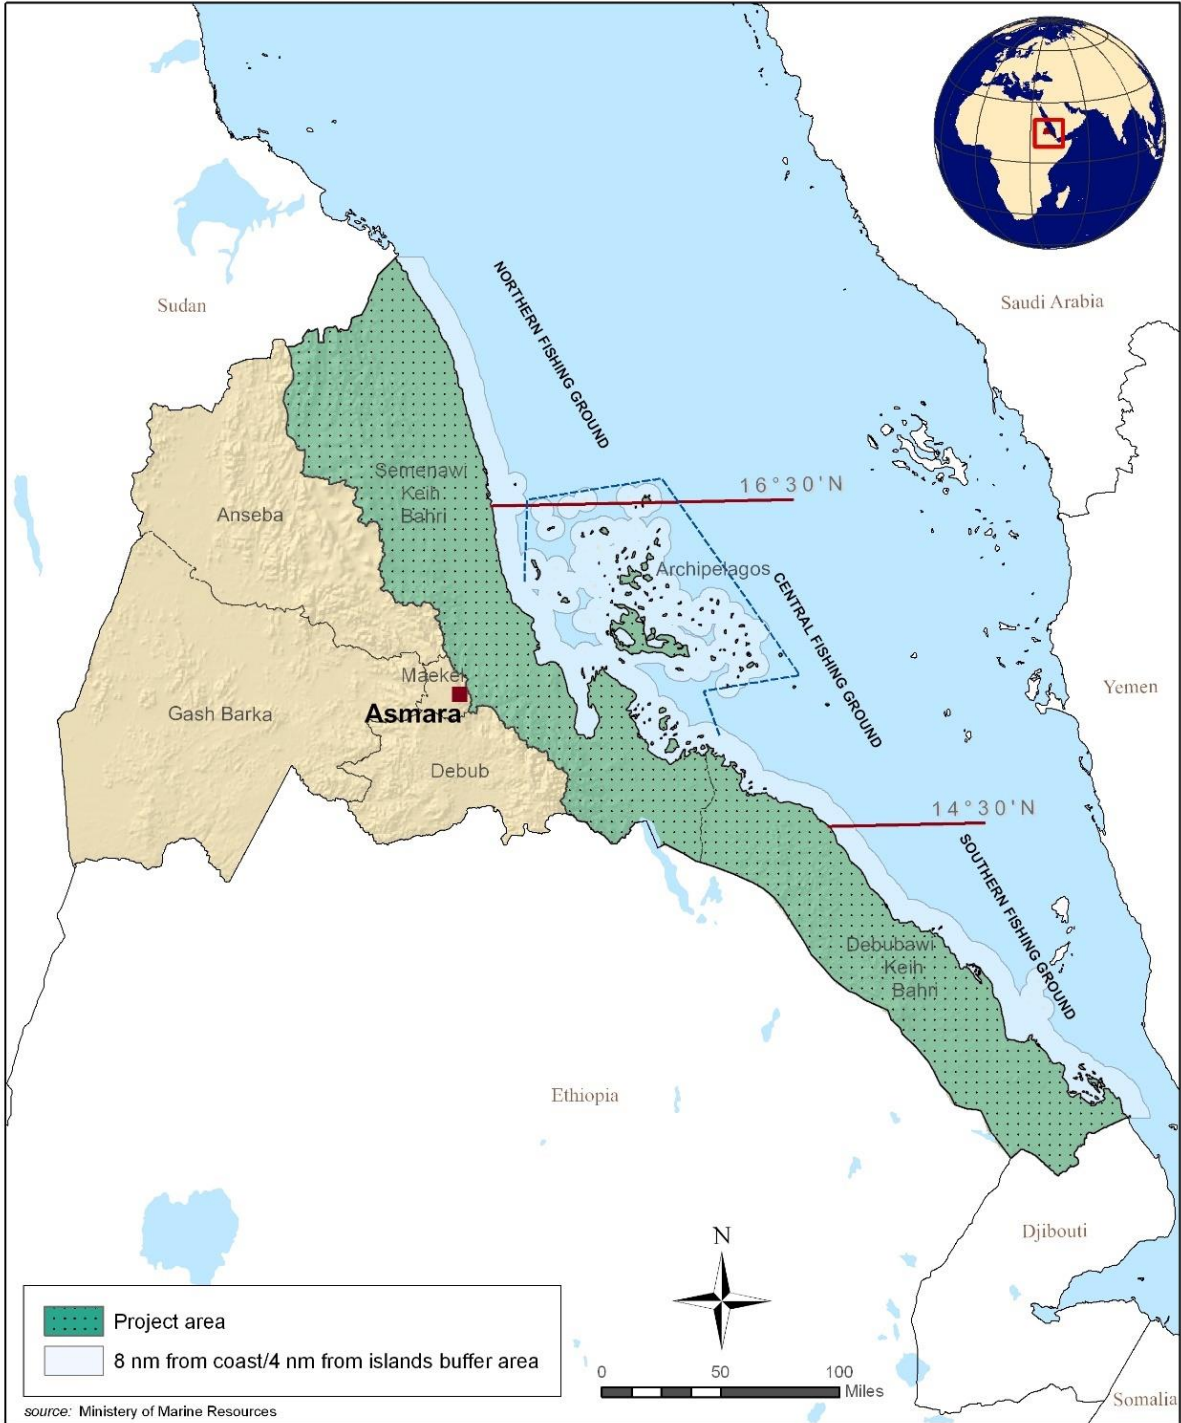 Sudan
Saudi Arabia
NORTHERN FISHING GROUND
Semenawi
Keih
Bahri
16°30'N
Anseba
Archipelagos
CENTRAL FISHING GROUND
Maekel
Yemen
Gash Barka
Asmara
Debub
14°30'N
SOUTHERN FISHING GROUND
Debubawi
Keih
Bahri
Ethiopia
Djibouti
N
Project area
8 nm from coast/4 nm from islands buffer area
0 50 100
Miles
Somalia
source: Ministery of Marine Resources